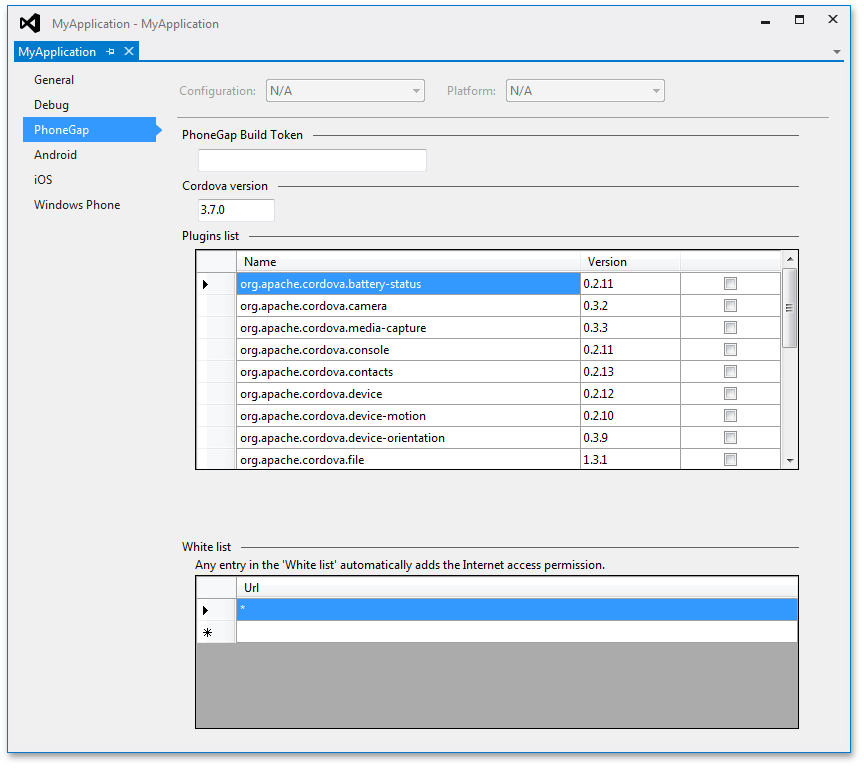 MyApplication - MyApplication
MyApplication
General
Debug
PhoneGap
Android
iOS
Windows Phone
Configuration: N/A Platform: N/A
PhoneGap Build Token
Cordova version
3.7.0
Plugins list
Name Version
org.apache.cordova.battery-status 0.2.11
org.apache.cordova.camera 0.3.2
org.apache.cordova.media-capture 0.3.3
org.apache.cordova.console 0.2.11
org.apache.cordova.contacts 0.2.13
org.apache.cordova.device 0.2.12
org.apache.cordova.device-motion 0.2.10
org.apache.cordova.device-orientation 0.3.9
org.apache.cordova.file 1.3.1
White list
Any entry in the 'White list' automatically adds the Internet access permission.
Url
*